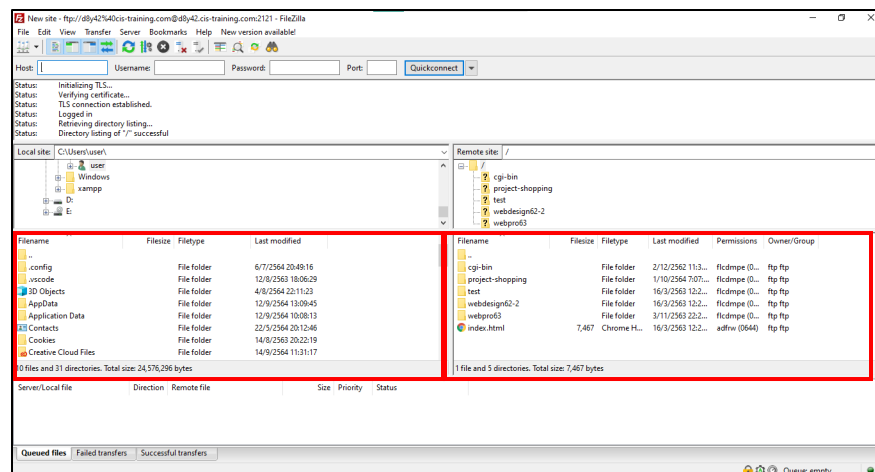 New site - ftp://d8y42%40cis-training.com@d8y42.cis-training.com:2121 - FileZilla
File Edit View Transfer Server Bookmarks Help New version available!
Host: Username: Password: Port: Quickconnect
Status: Initializing TLS...
Status: Verifying certificate...
Status: TLS connection established.
Status: Logged in
Status: Retrieving directory listing...
Status: Directory listing of "/" successful
Local site: C:\Users\user\
user
Windows
xampp
D:
E:
Remote site: /
/
cgi-bin
project-shopping
test
webdesign62-2
webpro63
Filename Filesize Filetype Last modified
..
.config File folder 6/7/2564 20:49:16
.vscode File folder 12/8/2563 18:06:29
3D Objects File folder 4/8/2564 22:11:23
AppData File folder 12/9/2564 13:09:45
Application Data File folder 12/9/2564 10:08:13
Contacts File folder 22/5/2564 20:12:46
Cookies File folder 14/8/2563 20:22:19
Creative Cloud Files File folder 14/9/2564 11:31:17
10 files and 31 directories. Total size: 24,576,296 bytes
Filename Filesize Filetype Last modified Permissions Owner/Group
..
cgi-bin File folder 2/12/2562 11:3... flcdmpe (0... ftp ftp
project-shopping File folder 1/10/2564 7:07:... flcdmpe (0... ftp ftp
test File folder 16/3/2563 12:2... flcdmpe (0... ftp ftp
webdesign62-2 File folder 16/3/2563 12:2... flcdmpe (0... ftp ftp
webpro63 File folder 3/11/2563 22:2... flcdmpe (0... ftp ftp
index.html 7,467 Chrome H... 16/3/2563 12:2... adfrw (0644) ftp ftp
1 file and 5 directories. Total size: 7,467 bytes
Server/Local file Direction Remote file Size Priority Status
Queued files Failed transfers Successful transfers
Queue: empty